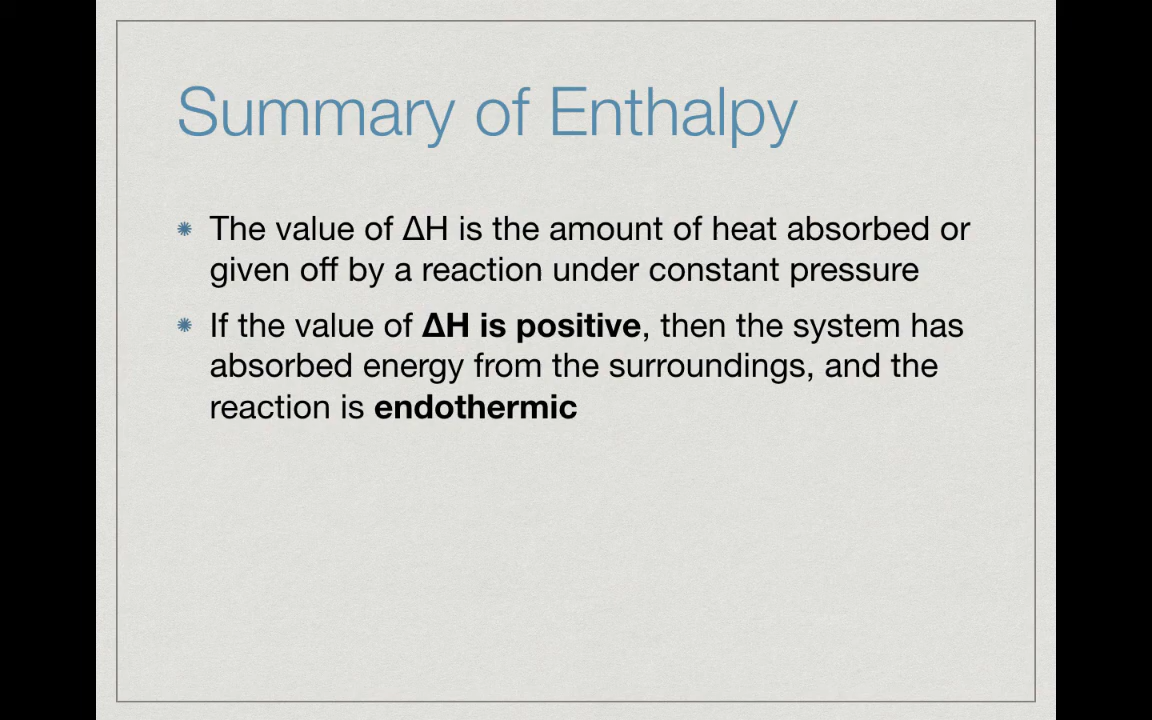 Summary of Enthalpy
The value of ΔH is the amount of heat absorbed or
given off by a reaction under constant pressure
If the value of ΔH is positive, then the system has
absorbed energy from the surroundings, and the
reaction is endothermic